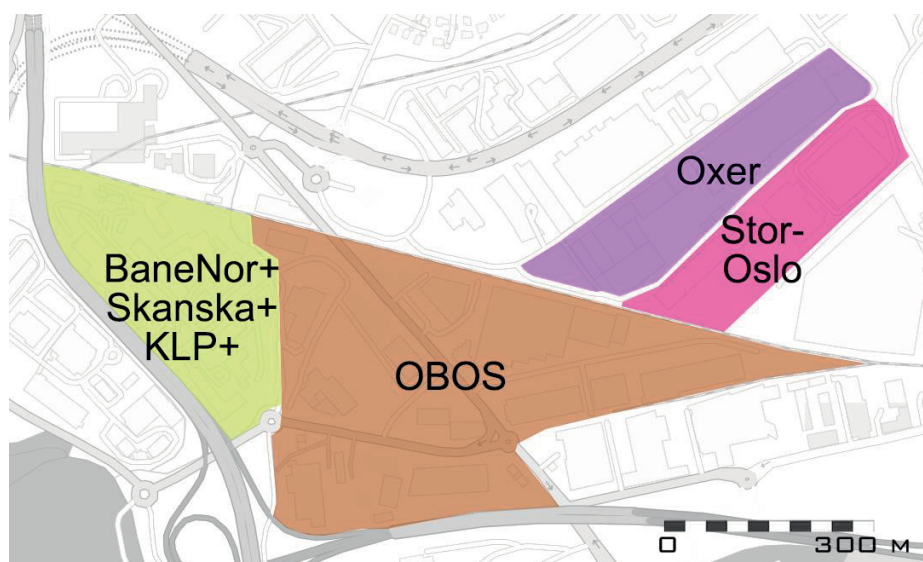 Oxer
Stor-
Oslo
BaneNor+
Skanska+
KLP+
OBOS
0 300 м